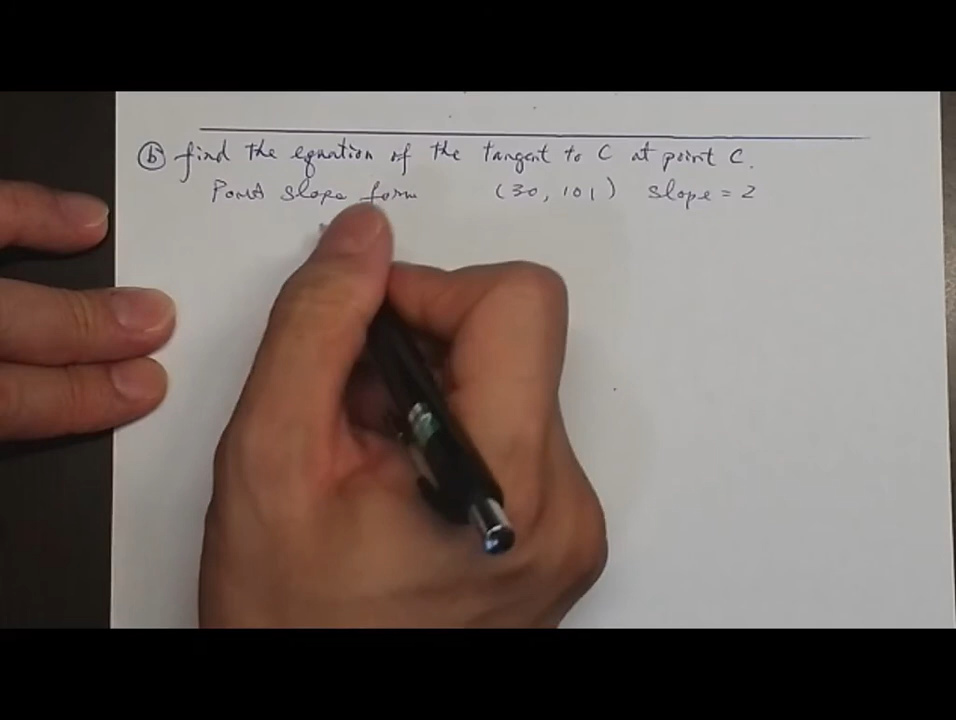 ⓑ find the equation of the tangent to C at point C.
Point slope form (30, 101) slope = 2